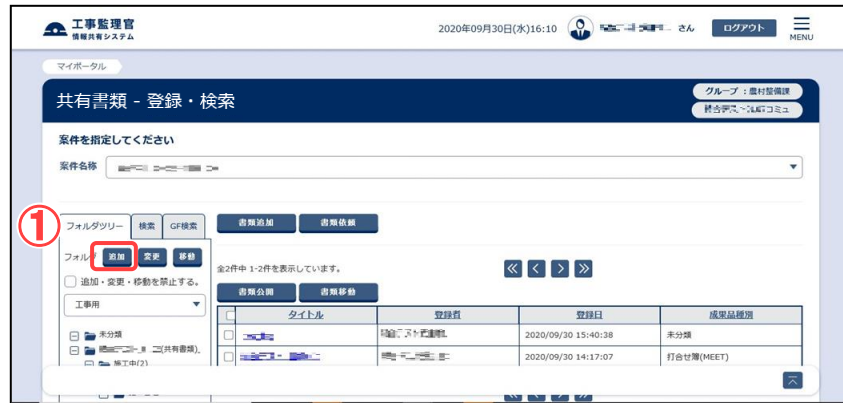 工事監理官
情報共有システム
2020年09月30日(水)16:10
さん
ログアウト
MENU
マイポータル
共有書類 - 登録・検索
グループ ：農村整備課
案件を指定してください
案件名称
①
フォルダツリー
検索
GF検索
書類追加
書類依頼
フォルダ
追加
変更
移動
全2件中 1-2件を表示しています。
追加・変更・移動を禁止する。
書類公開
書類移動
工事用
タイトル
登録者
登録日
成果品種別
2020/09/30 15:40:38
未分類
2020/09/30 14:17:07
打合せ簿(MEET)
未分類
(共有書類)
施工中(2)